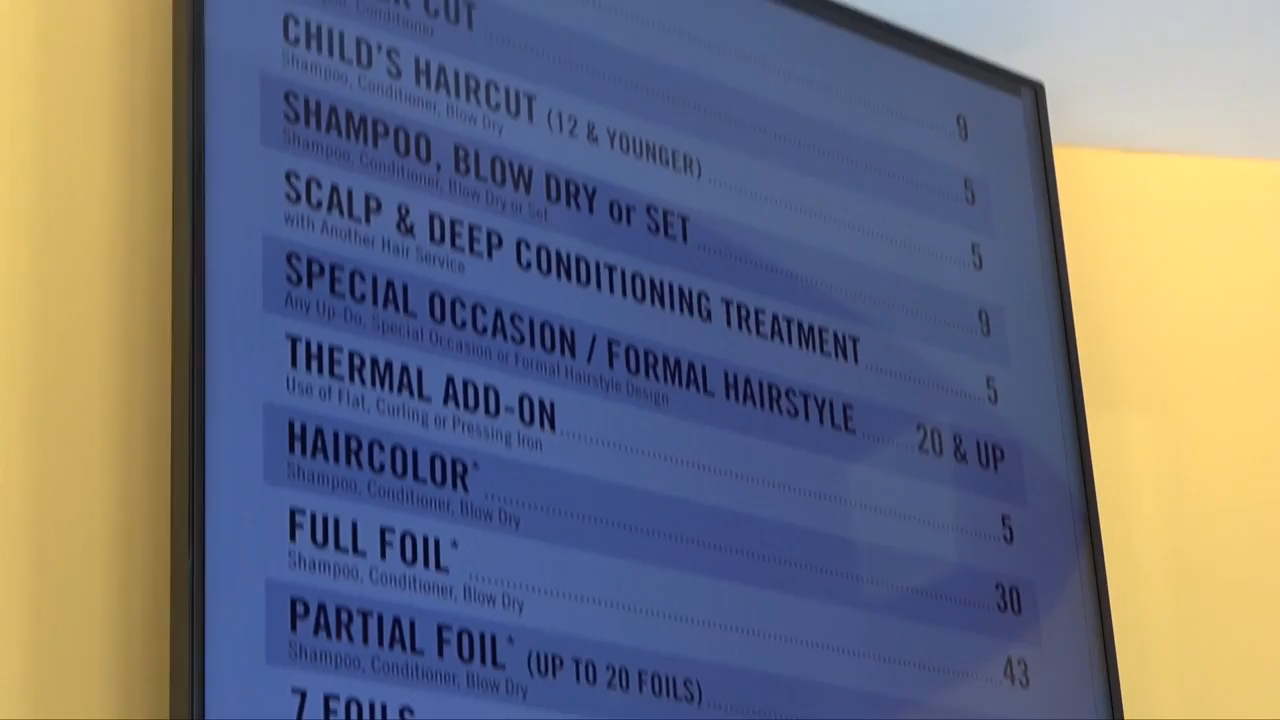 9
CUT ........ 5
Conditioner
CHILD'S HAIRCUT (12 & YOUNGER) ........ 5
Shampoo, Conditioner, Blow Dry
SHAMPOO, BLOW DRY or SET ........ 9
Shampoo, Conditioner, Blow Dry or Set
SCALP & DEEP CONDITIONING TREATMENT ........ 5
with Another Hair Service
SPECIAL OCCASION / FORMAL HAIRSTYLE ........ 20 & UP
Any Up-Do, Special Occasion or Formal Hairstyle Design
THERMAL ADD-ON ........ 5
Use of Flat, Curling or Pressing Iron
HAIRCOLOR* ........ 30
Shampoo, Conditioner, Blow Dry
FULL FOIL* ........ 43
Shampoo, Conditioner, Blow Dry
PARTIAL FOIL* (UP TO 20 FOILS) ........
Shampoo, Conditioner, Blow Dry
7 FOILS